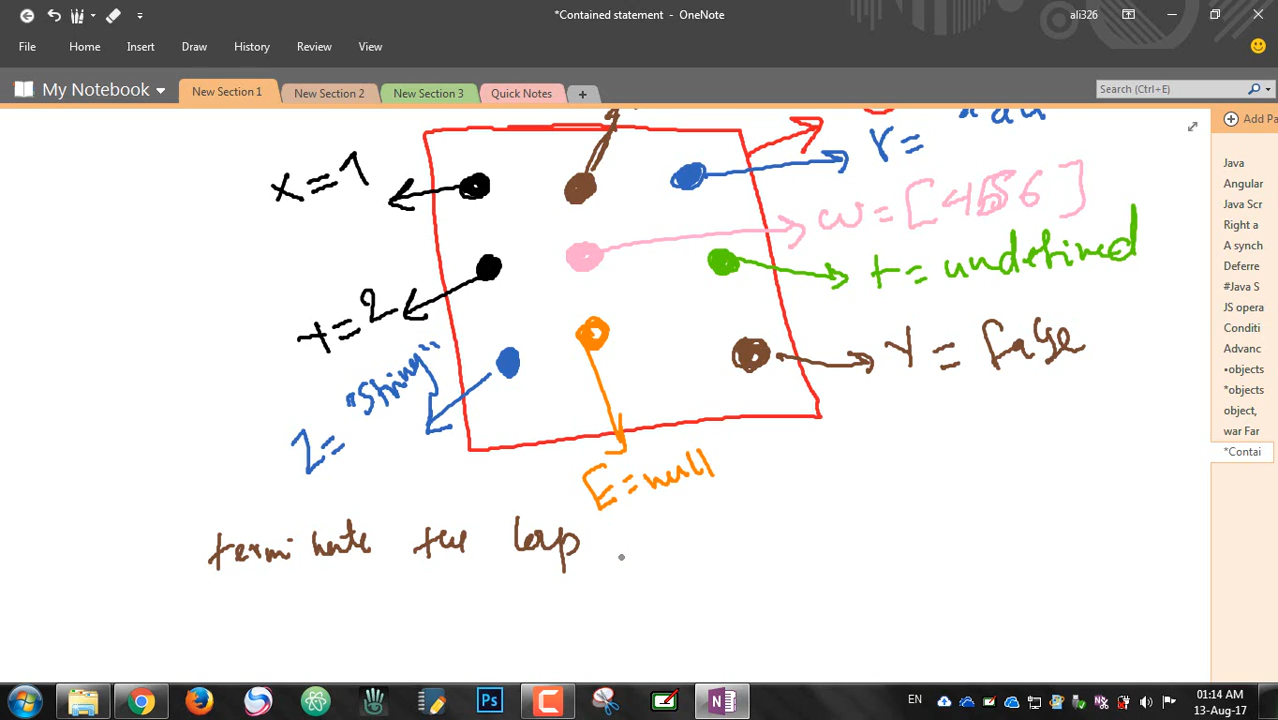 *Contained statement - OneNote
ali326
File Home Insert Draw History Review View
My Notebook
New Section 1
New Section 2
New Section 3
Quick Notes
+
Search (Ctrl+E)
Add Pa
Java
Angular
Java Scr
Right a
A synch
Deferre
#Java S
JS opera
Conditi
Advanc
•objects
*objects
object,
war Far
*Contai
r=
x=1
w=[456]
t=undefined
y=2
Y=False
"string"
Z=
E=null
terminate the loop
EN
01:14 AM
13-Aug-17